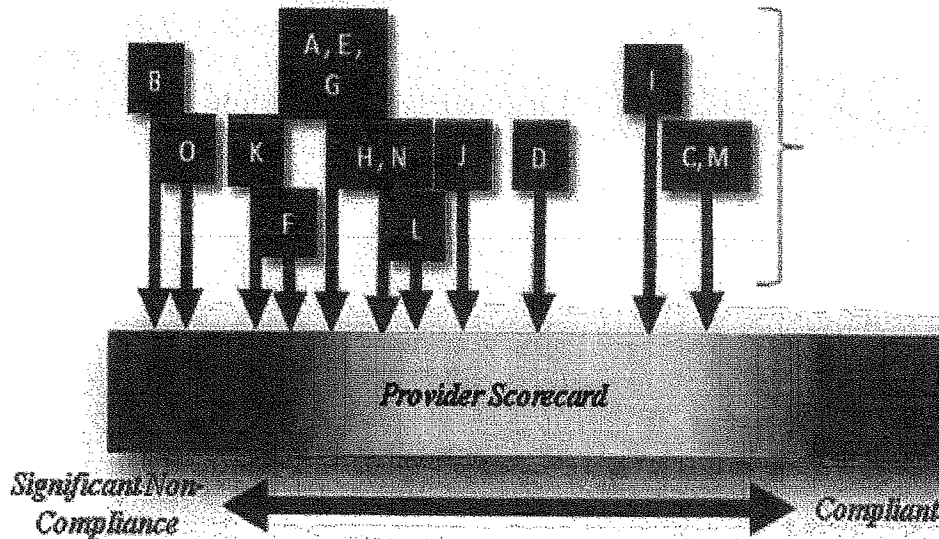 B
A, E,
G
I
O
K
H, N
J
D
C, M
F
L
Provider Scorecard
Significant Non-
Compliance
Compliant